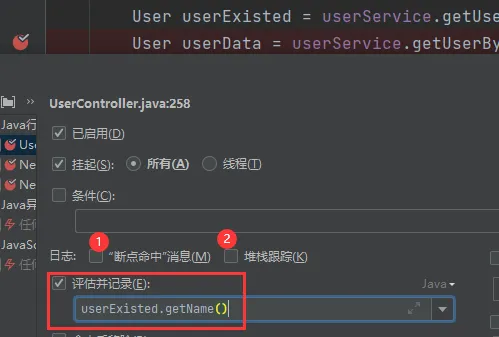 User userExisted = userService.getUse
User userData = userService.getUserBy
UserController.java:258
Java行
Use
Ne
Ne
Java异
任何
JavaSc
任何
已启用(D)
挂起(S): 所有(A) 线程(T)
条件(C):
1 2
日志: “断点命中”消息(M) 堆栈跟踪(K)
评估并记录(E): Java
userExisted.getName()